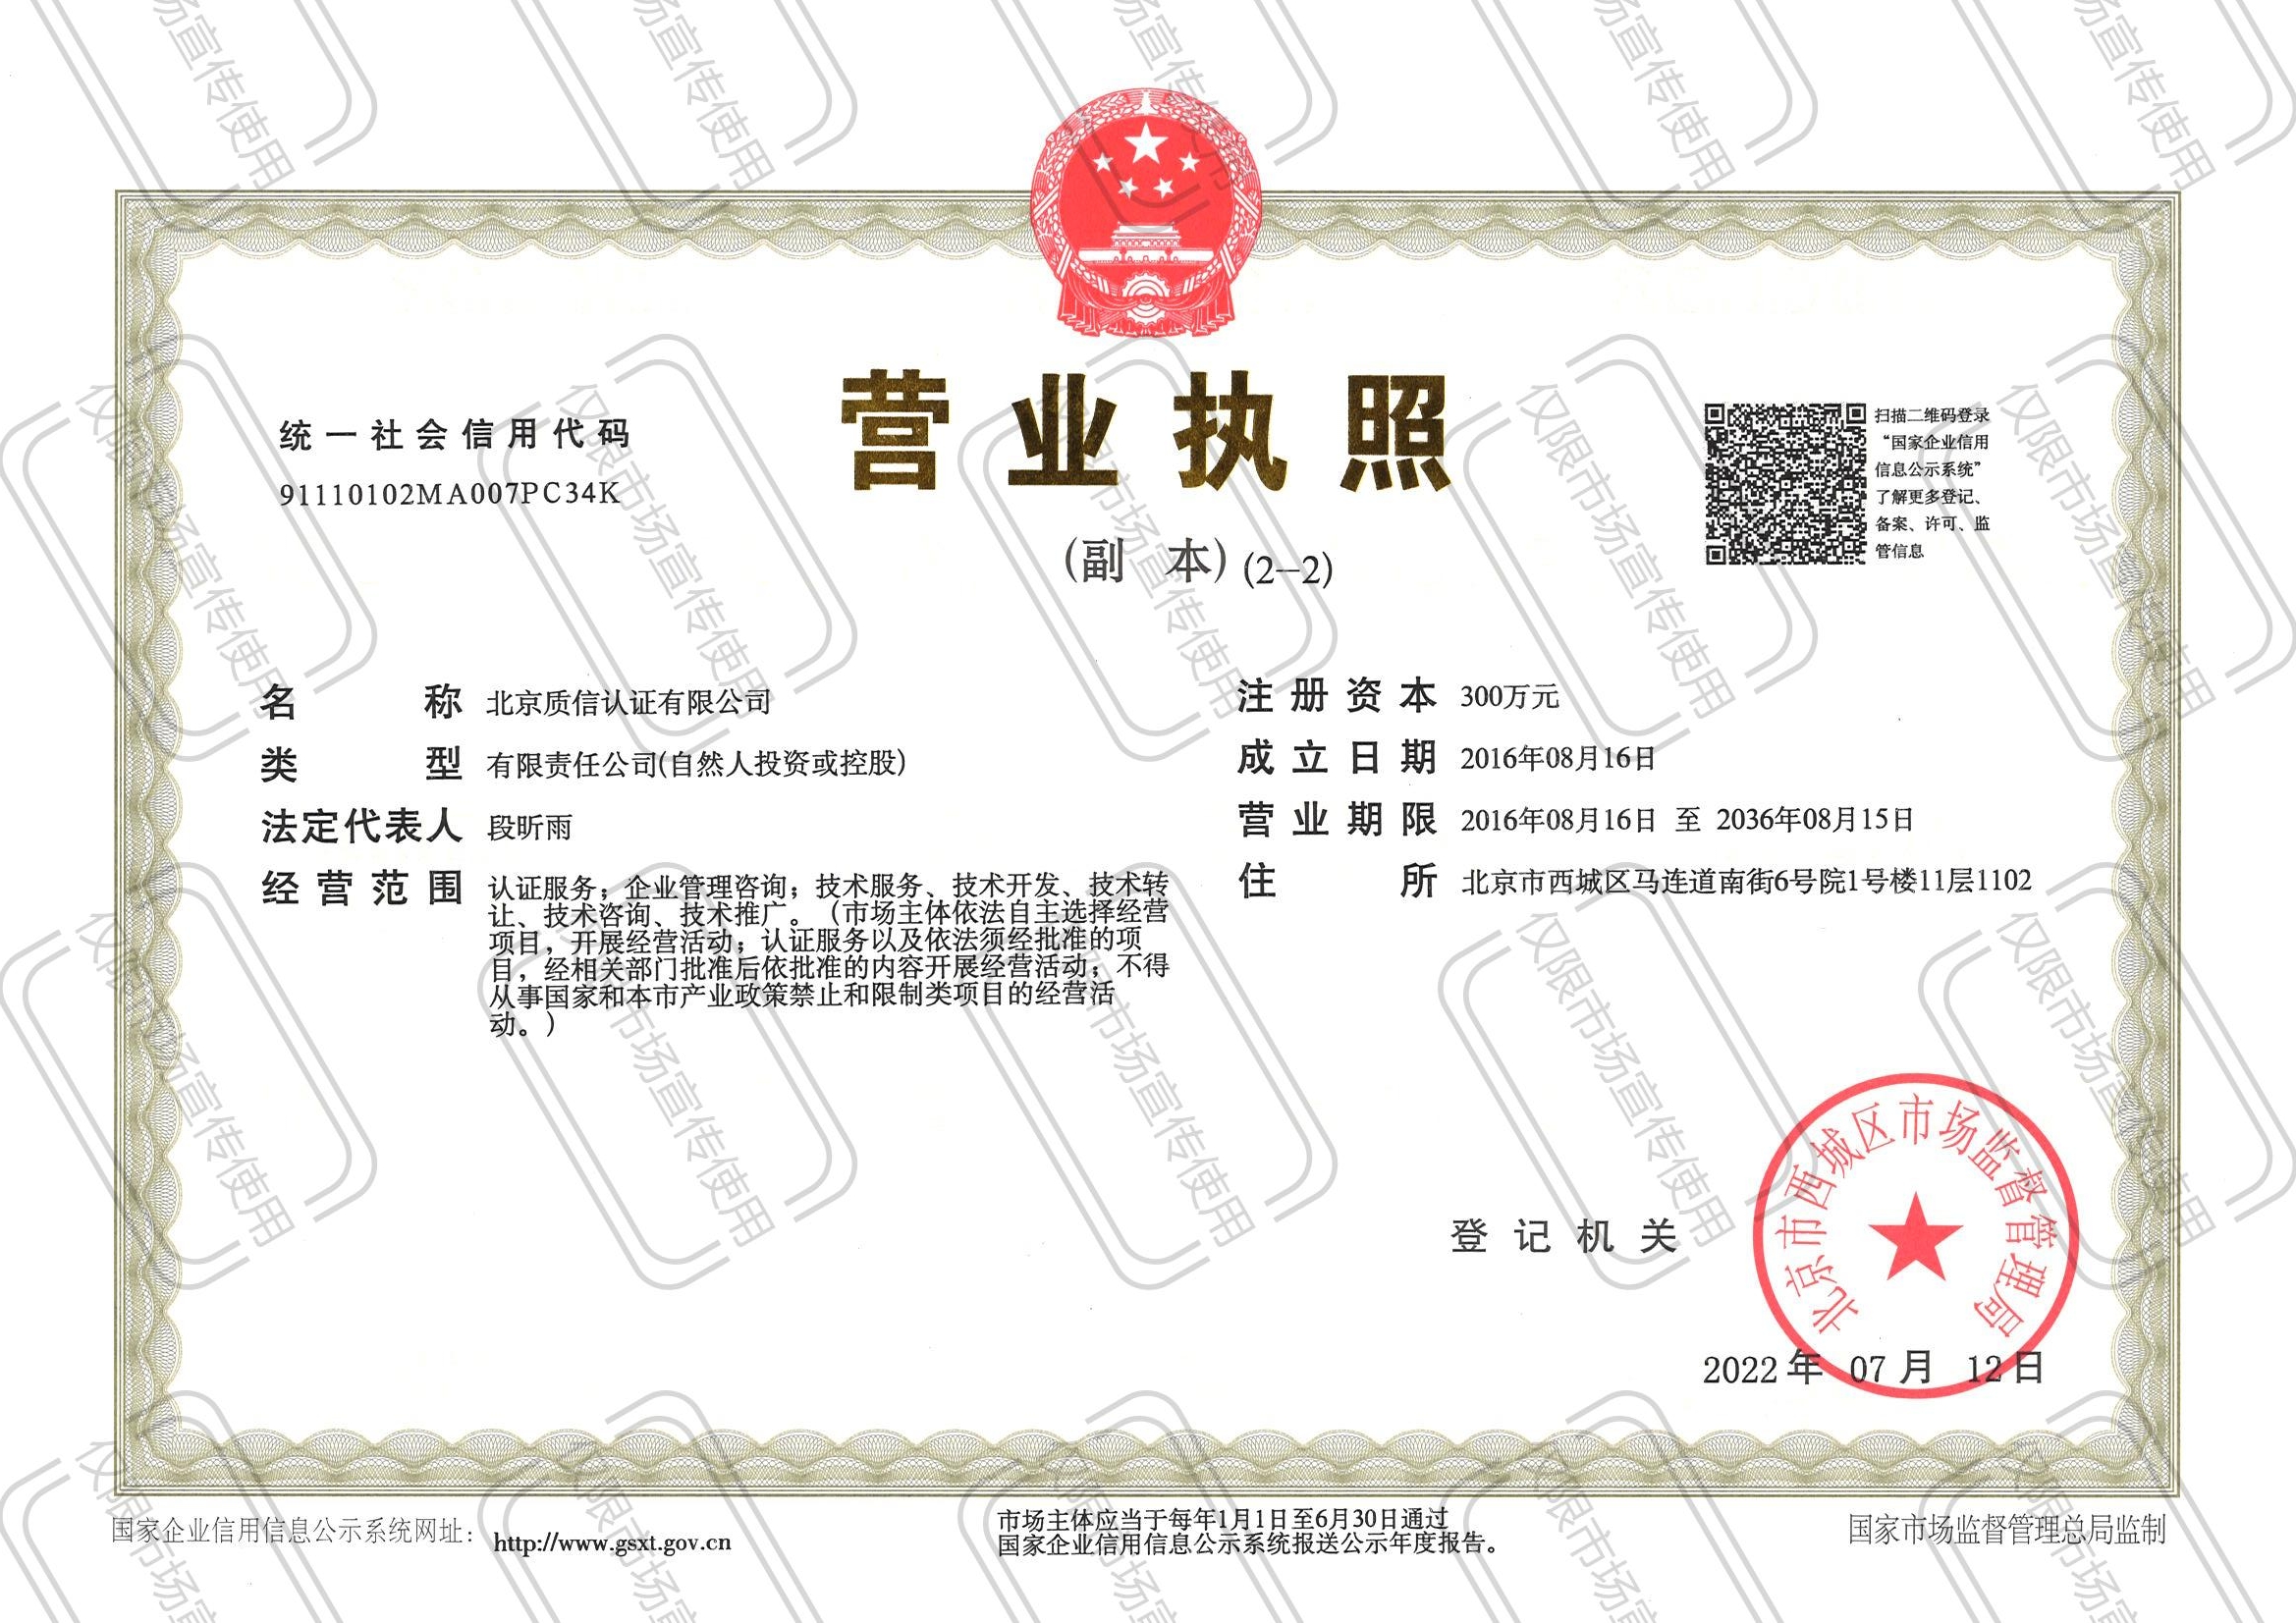 营业执照
(副 本) (2-2)
统一社会信用代码
91110102MA007PC34K
扫描二维码登录
“国家企业信用
信息公示系统”
了解更多登记、
备案、许可、监
管信息
名 称 北京质信认证有限公司
类 型 有限责任公司(自然人投资或控股)
法定代表人 段昕雨
经营范围 认证服务；企业管理咨询；技术服务、技术开发、技术转
让、技术咨询、技术推广。（市场主体依法自主选择经营
项目，开展经营活动；认证服务以及依法须经批准的项
目，经相关部门批准后依批准的内容开展经营活动；不得
从事国家和本市产业政策禁止和限制类项目的经营活
动。）
注册资本 300万元
成立日期 2016年08月16日
营业期限 2016年08月16日 至 2036年08月15日
住 所 北京市西城区马连道南街6号院1号楼11层1102
登记机关
北京市西城区市场监督管理局
2022年 07月 12日
国家企业信用信息公示系统网址： http://www.gsxt.gov.cn
市场主体应当于每年1月1日至6月30日通过
国家企业信用信息公示系统报送公示年度报告。
国家市场监督管理总局监制
仅限市场宣传使用